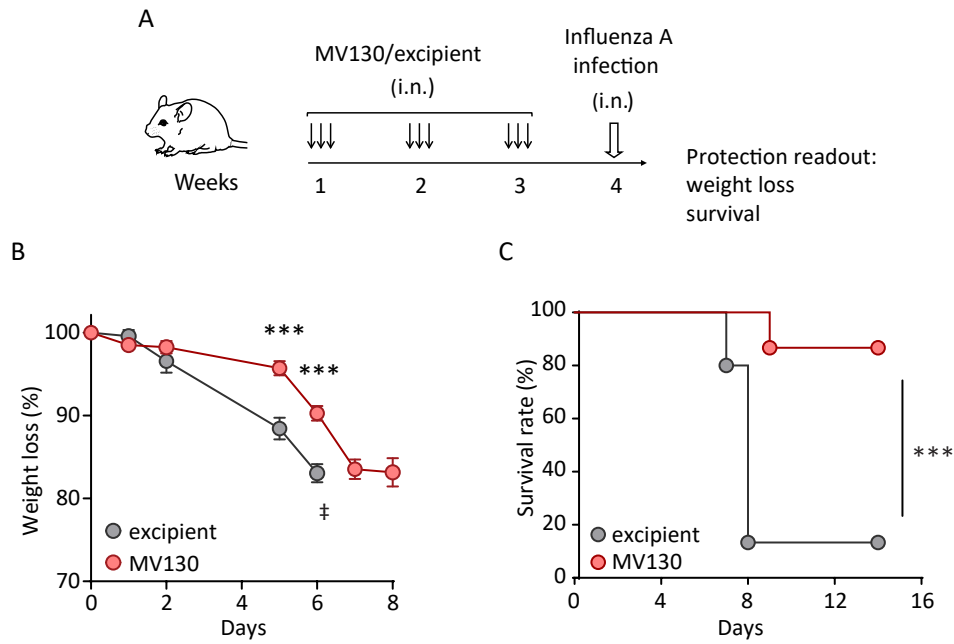 A
MV130/excipient
(i.n.)
Influenza A
infection
(i.n.)
Weeks
1 2 3 4
Protection readout:
weight loss
survival
B
Weight loss (%)
100
90
80
70
***
***
‡
excipient
MV130
0 2 4 6 8
Days
C
Survival rate (%)
100
80
60
40
20
0
***
excipient
MV130
0 4 8 12 16
Days